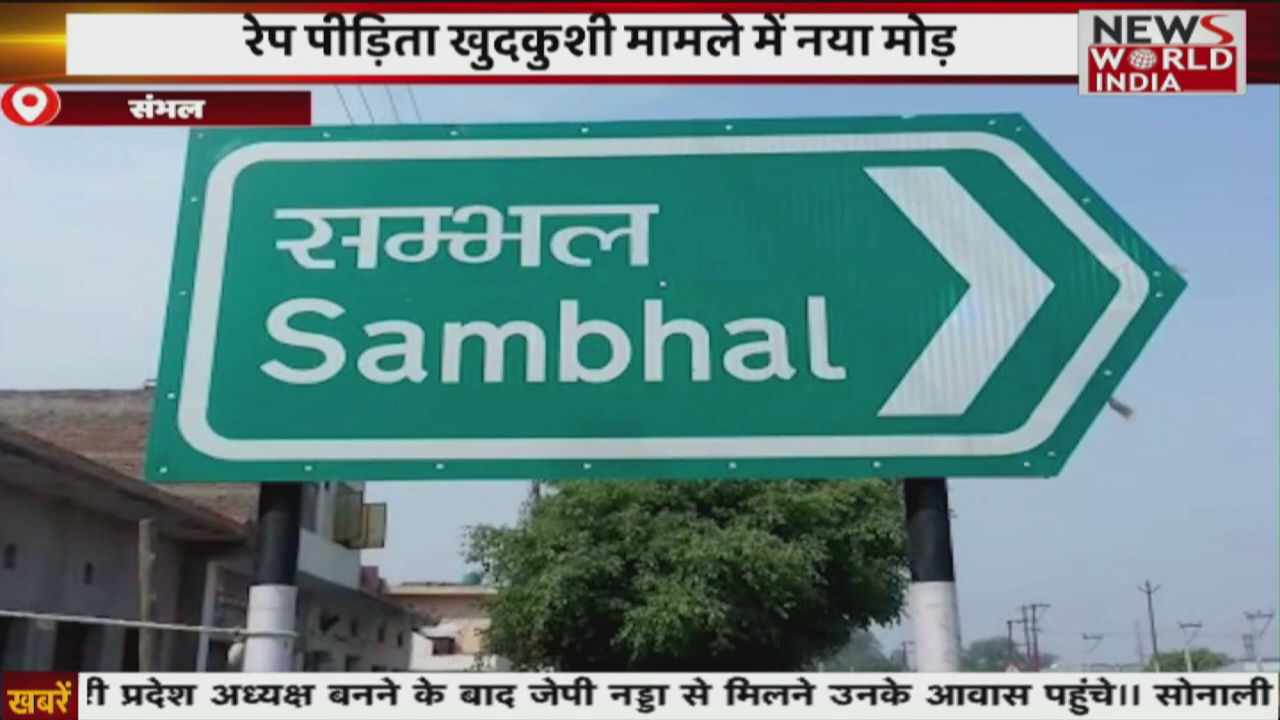 रेप पीड़िता खुदकुशी मामले में नया मोड़
NEWS
WORLD
INDIA
संभल
सम्भल
Sambhal
खबरें
प्रदेश अध्यक्ष बनने के बाद जेपी नड्डा से मिलने उनके आवास पहुंचे।। सोनाली